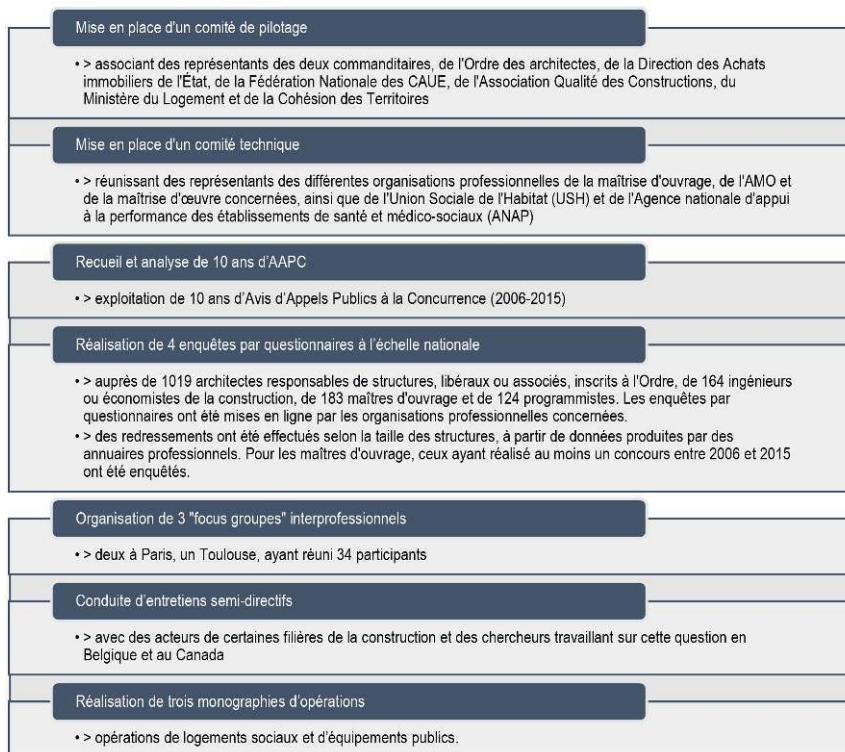 Mise en place d'un comité de pilotage
• > associant des représentants des deux commanditaires, de l'Ordre des architectes, de la Direction des Achats
immobiliers de l'État, de la Fédération Nationale des CAUE, de l'Association Qualité des Constructions, du
Ministère du Logement et de la Cohésion des Territoires
Mise en place d'un comité technique
• > réunissant des représentants des différentes organisations professionnelles de la maîtrise d'ouvrage, de l'AMO et
de la maîtrise d'œuvre concernées, ainsi que de l'Union Sociale de l'Habitat (USH) et de l'Agence nationale d'appui
à la performance des établissements de santé et médico-sociaux (ANAP)
Recueil et analyse de 10 ans d'AAPC
• > exploitation de 10 ans d'Avis d'Appels Publics à la Concurrence (2006-2015)
Réalisation de 4 enquêtes par questionnaires à l'échelle nationale
• > auprès de 1019 architectes responsables de structures, libéraux ou associés, inscrits à l'Ordre, de 164 ingénieurs
ou économistes de la construction, de 183 maîtres d'ouvrage et de 124 programmistes. Les enquêtes par
questionnaires ont été mises en ligne par les organisations professionnelles concernées.
• > des redressements ont été effectués selon la taille des structures, à partir de données produites par des
annuaires professionnels. Pour les maîtres d'ouvrage, ceux ayant réalisé au moins un concours entre 2006 et 2015
ont été enquêtés.
Organisation de 3 "focus groupes" interprofessionnels
• > deux à Paris, un Toulouse, ayant réuni 34 participants
Conduite d'entretiens semi-directifs
• > avec des acteurs de certaines filières de la construction et des chercheurs travaillant sur cette question en
Belgique et au Canada
Réalisation de trois monographies d'opérations
• > opérations de logements sociaux et d'équipements publics.